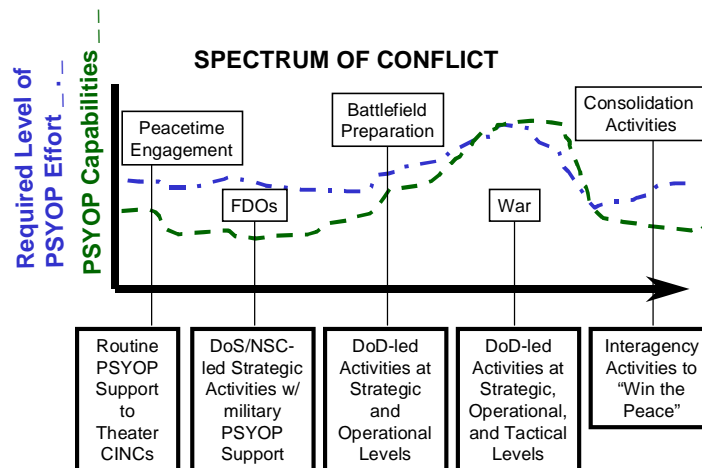 SPECTRUM OF CONFLICT
Required Level of
PSYOP Effort _ . _
PSYOP Capabilities _ _
Peacetime
Engagement
FDOs
Battlefield
Preparation
War
Consolidation
Activities
Routine
PSYOP
Support
to
Theater
CINCs
DoS/NSC-
led Strategic
Activities w/
military
PSYOP
Support
DoD-led
Activities at
Strategic
and
Operational
Levels
DoD-led
Activities at
Strategic,
Operational,
and Tactical
Levels
Interagency
Activities to
“Win the
Peace”